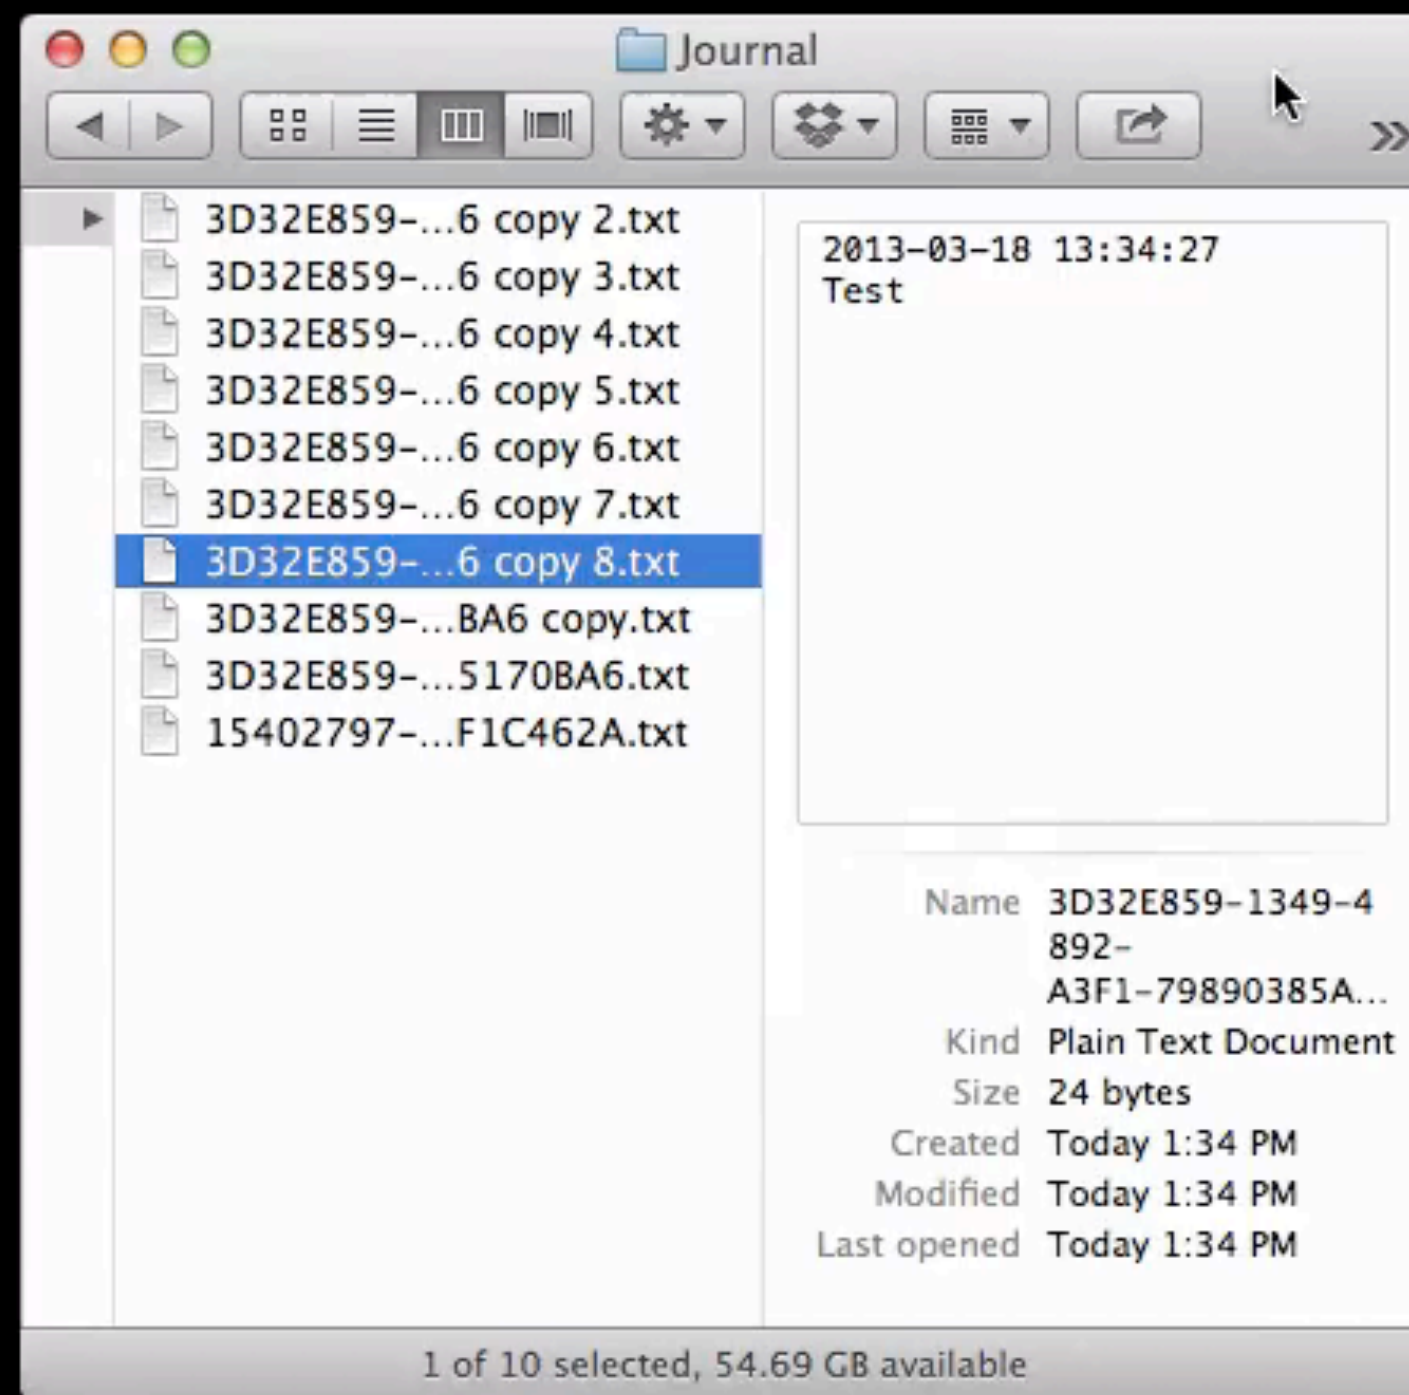 Journal
3D32E859-...6 copy 2.txt
3D32E859-...6 copy 3.txt
3D32E859-...6 copy 4.txt
3D32E859-...6 copy 5.txt
3D32E859-...6 copy 6.txt
3D32E859-...6 copy 7.txt
3D32E859-...6 copy 8.txt
3D32E859-...BA6 copy.txt
3D32E859-...5170BA6.txt
15402797-...F1C462A.txt
2013-03-18 13:34:27
Test
Name 3D32E859-1349-4
892-
A3F1-79890385A...
Kind Plain Text Document
Size 24 bytes
Created Today 1:34 PM
Modified Today 1:34 PM
Last opened Today 1:34 PM
1 of 10 selected, 54.69 GB available